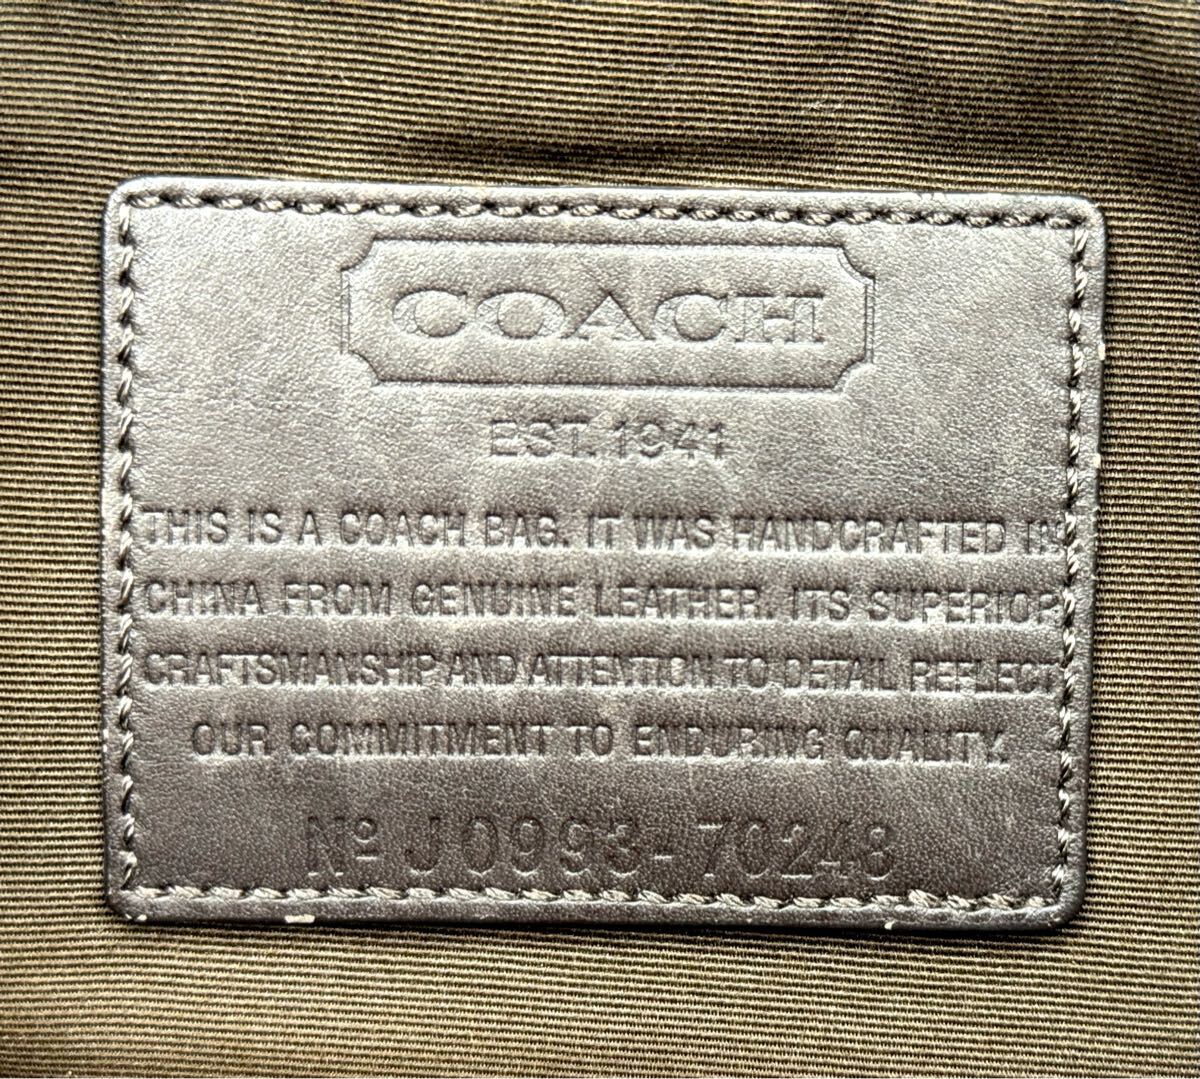 COACH
EST. 1941
THIS IS A COACH BAG. IT WAS HANDCRAFTED IN
CHINA FROM GENUINE LEATHER. ITS SUPERIOR
CRAFTSMANSHIP AND ATTENTION TO DETAIL REFLECT
OUR COMMITMENT TO ENDURING QUALITY.
Nº J0993-70248